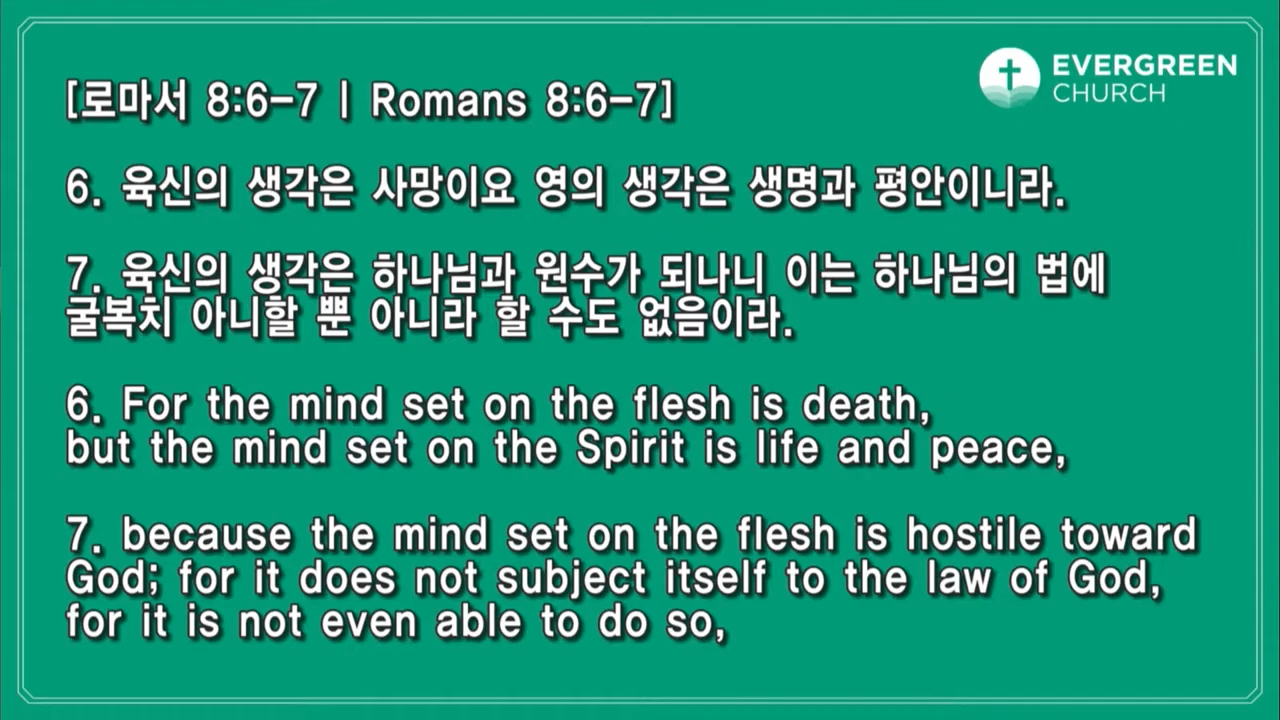 EVERGREEN
CHURCH
[로마서 8:6-7 | Romans 8:6-7]
6. 육신의 생각은 사망이요 영의 생각은 생명과 평안이니라.
7. 육신의 생각은 하나님과 원수가 되나니 이는 하나님의 법에
굴복치 아니할 뿐 아니라 할 수도 없음이라.
6. For the mind set on the flesh is death,
but the mind set on the Spirit is life and peace,
7. because the mind set on the flesh is hostile toward
God; for it does not subject itself to the law of God,
for it is not even able to do so,